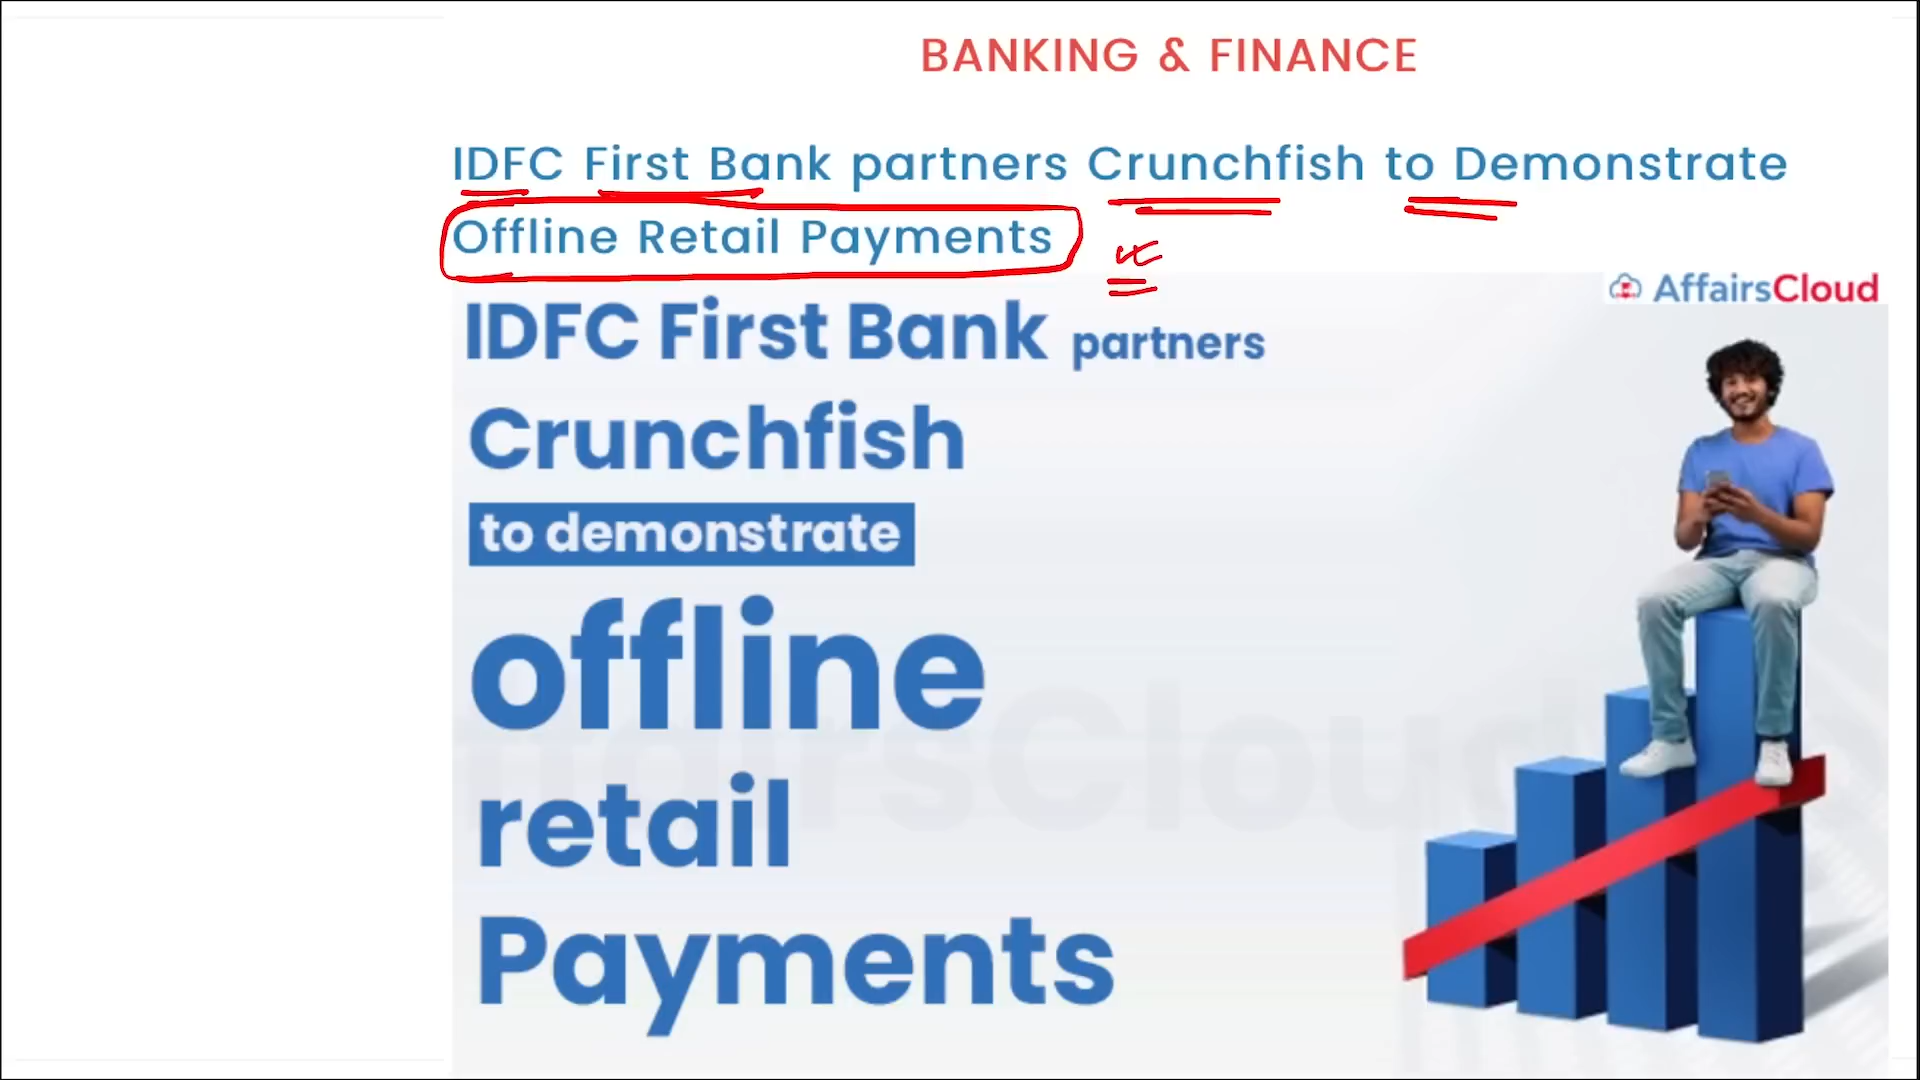 BANKING & FINANCE
IDFC First Bank partners Crunchfish to Demonstrate
Offline Retail Payments
AffairsCloud
IDFC First Bank partners
Crunchfish
to demonstrate
offline
retail
Payments